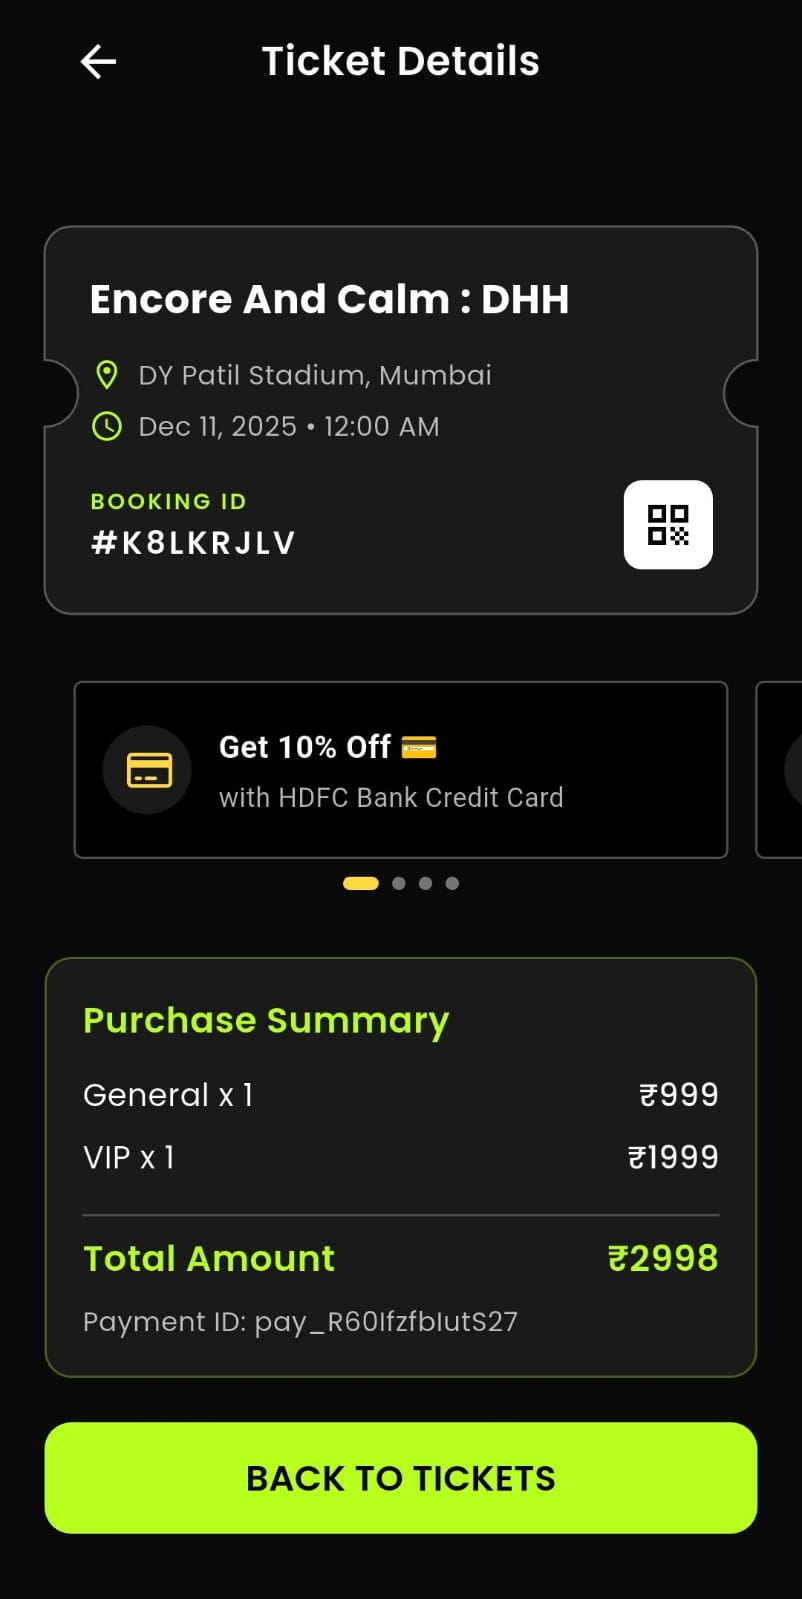 Ticket Details
Encore And Calm : DHH
DY Patil Stadium, Mumbai
Dec 11, 2025 • 12:00 AM
BOOKING ID
#K8LKRJLV
Get 10% Off 💳
with HDFC Bank Credit Card
Purchase Summary
General x 1 ₹999
VIP x 1 ₹1999
Total Amount ₹2998
Payment ID: pay_R60IfzfbIutS27
BACK TO TICKETS